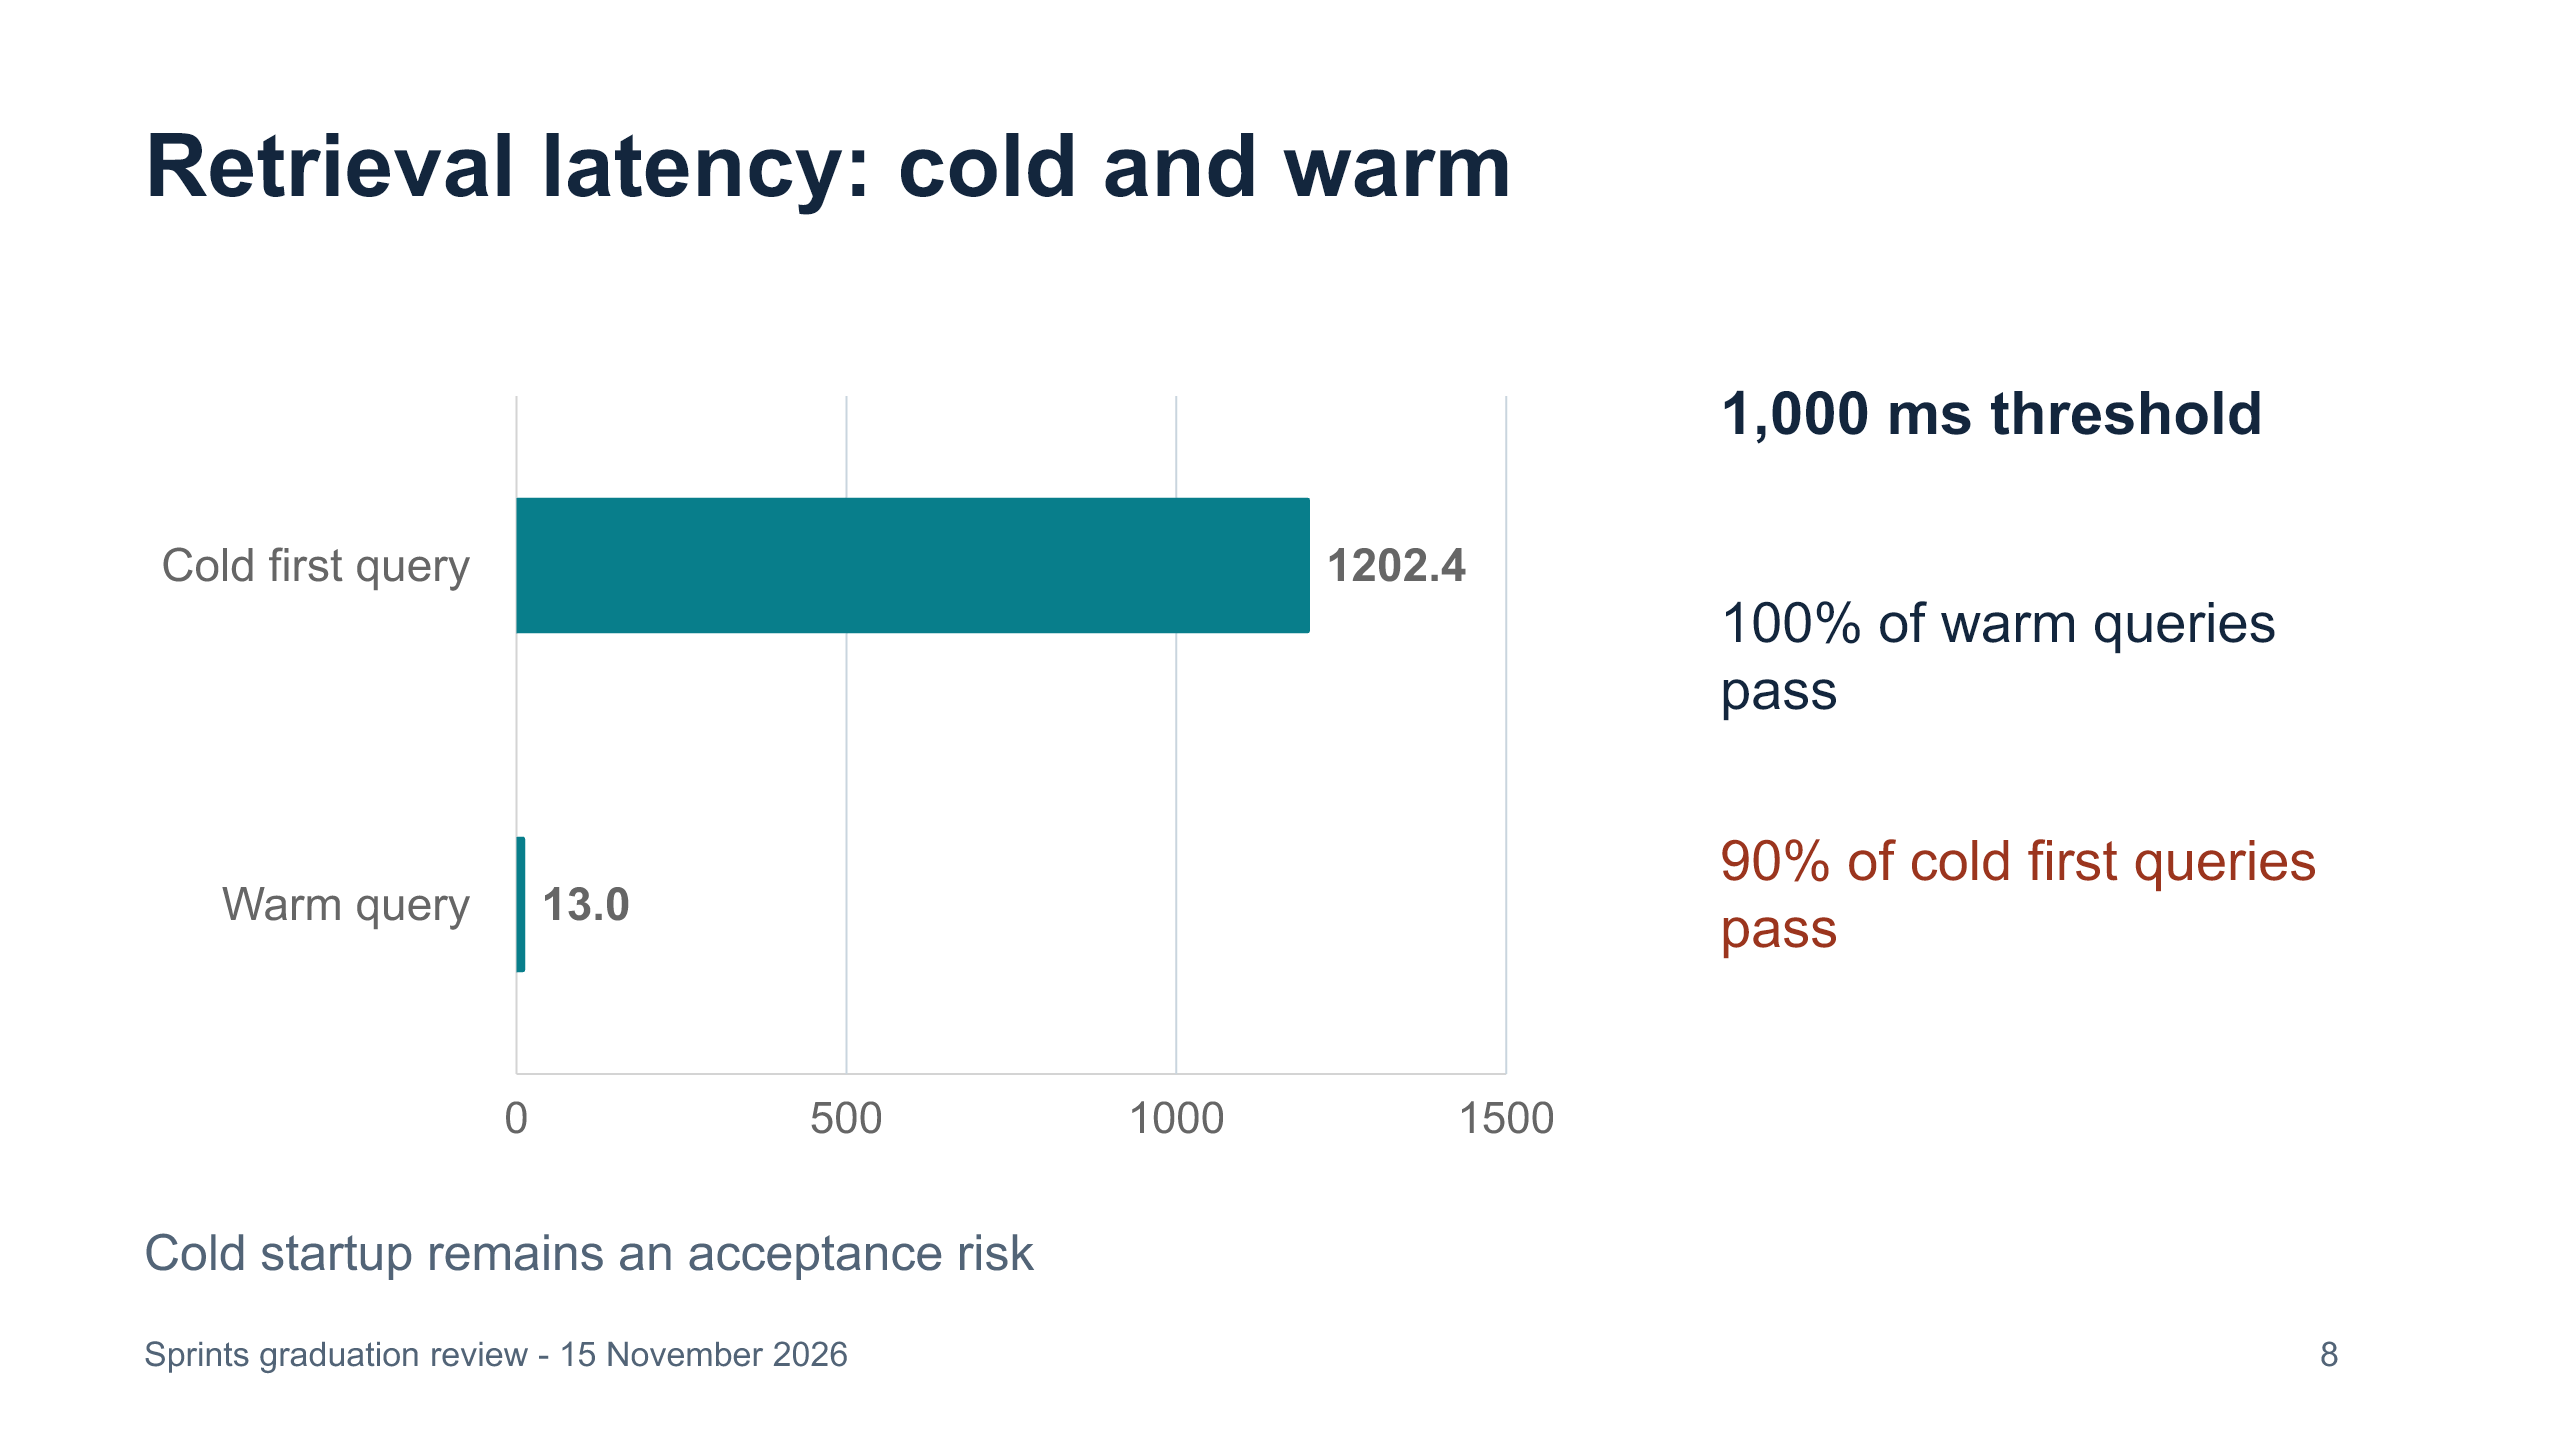 Retrieval latency: cold and warm
Cold first query
1202.4
Warm query
13.0
0
500
1000
1500
1,000 ms threshold
100% of warm queries
pass
90% of cold first queries
pass
Cold startup remains an acceptance risk
Sprints graduation review - 15 November 2026
8